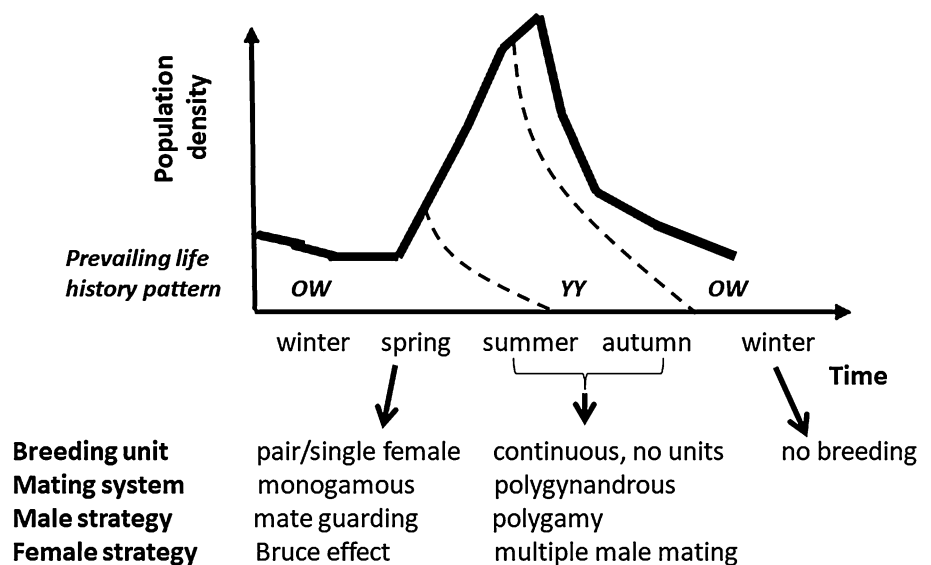 Population
density
Prevailing life
history pattern
OW
YY
OW
winter spring summer autumn winter
Time
Breeding unit pair/single female continuous, no units no breeding
Mating system monogamous polygynandrous
Male strategy mate guarding polygamy
Female strategy Bruce effect multiple male mating